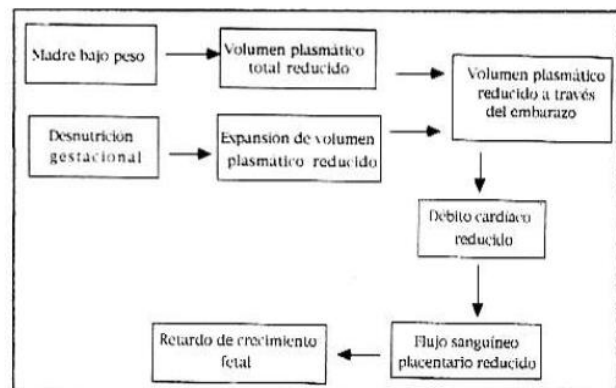 Madre bajo peso
Volumen plasmático
total reducido
Volumen plasmático
reducido a través
del embarazo
Desnutrición
gestacional
Expansión de volumen
plasmático reducido
Débito cardíaco
reducido
Flujo sanguíneo
placentario reducido
Retardo de crecimiento
fetal